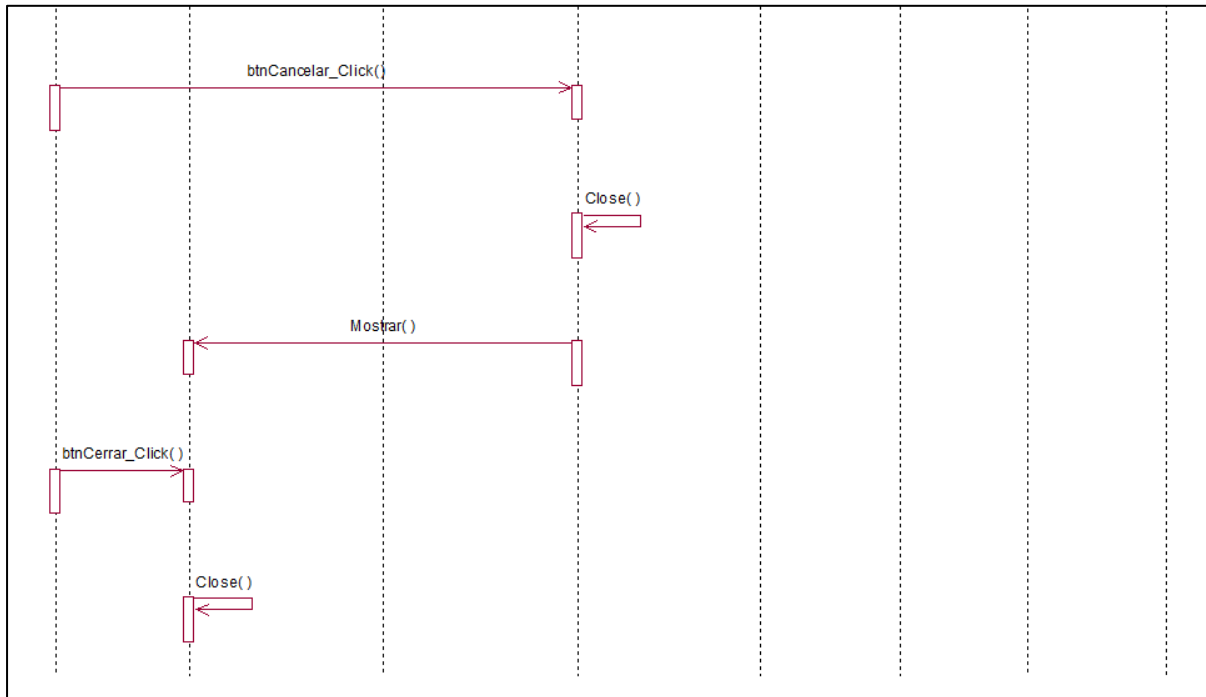 btnCancelar_Click()
Close()
Mostrar()
btnCerrar_Click()
Close()